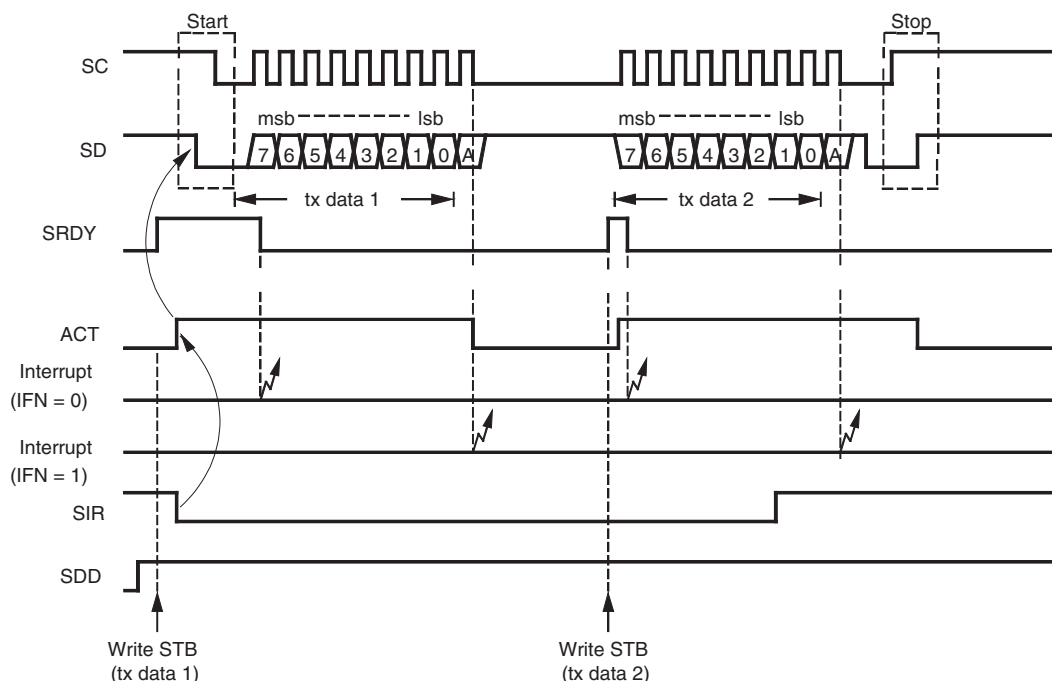 Start
Stop
SC
msb lsb
msb lsb
SD
7 6 5 4 3 2 1 0 A
7 6 5 4 3 2 1 0 A
tx data 1
tx data 2
SRDY
ACT
Interrupt
(IFN = 0)
Interrupt
(IFN = 1)
SIR
SDD
Write STB
(tx data 1)
Write STB
(tx data 2)